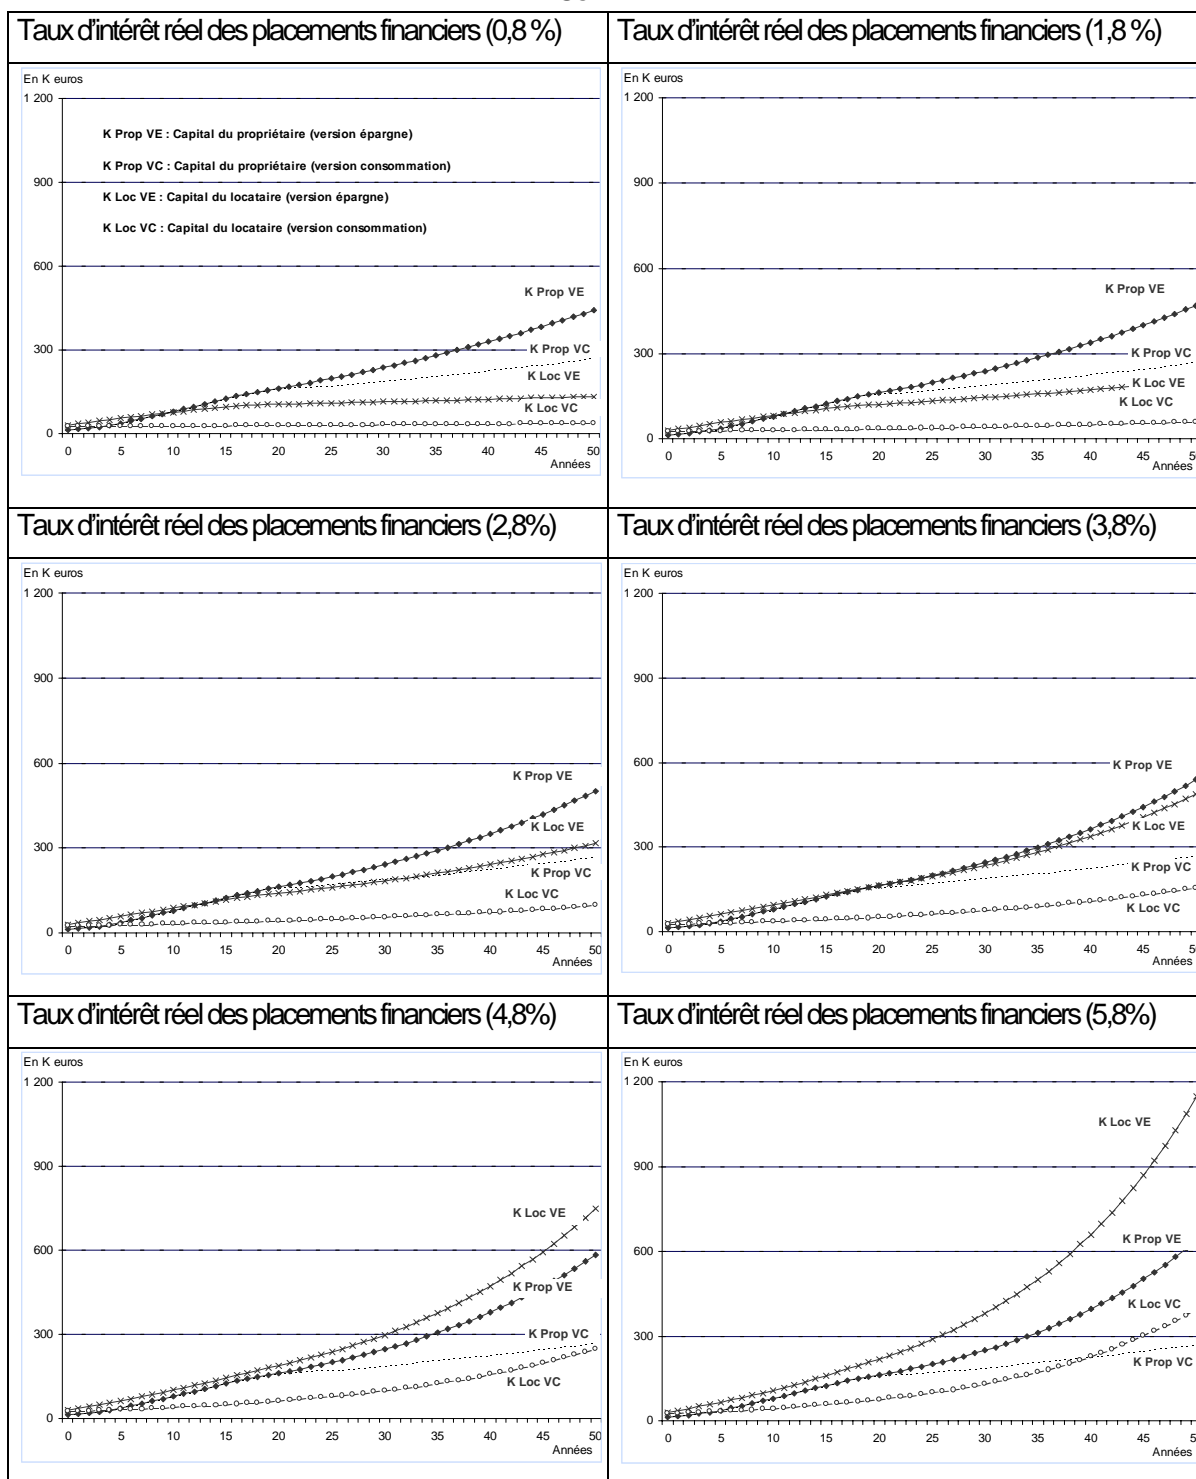 Taux d'intérêt réel des placements financiers (0,8 %)
Taux d'intérêt réel des placements financiers (1,8 %)
En K euros
1 200
K Prop VE : Capital du propriétaire (version épargne)
K Prop VC : Capital du propriétaire (version consommation)
900
K Loc VE : Capital du locataire (version épargne)
K Loc VC : Capital du locataire (version consommation)
600
K Prop VE
300
K Prop VC
K Loc VE
K Loc VC
0
0 5 10 15 20 25 30 35 40 45 50
Années
En K euros
1 200
900
600
K Prop VE
300
K Prop VC
K Loc VE
K Loc VC
0
0 5 10 15 20 25 30 35 40 45
Années
Taux d'intérêt réel des placements financiers (2,8%)
Taux d'intérêt réel des placements financiers (3,8%)
En K euros
1 200
900
600
K Prop VE
K Loc VE
300
K Prop VC
K Loc VC
0
0 5 10 15 20 25 30 35 40 45 50
Années
En K euros
1 200
900
600
K Prop VE
K Loc VE
300
K Prop VC
K Loc VC
0
0 5 10 15 20 25 30 35 40 45
Années
Taux d'intérêt réel des placements financiers (4,8%)
Taux d'intérêt réel des placements financiers (5,8%)
En K euros
1 200
900
K Loc VE
600
K Prop VE
300
K Prop VC
K Loc VC
0
0 5 10 15 20 25 30 35 40 45 50
Années
En K euros
1 200
K Loc VE
900
K Prop VE
600
K Loc VC
300
K Prop VC
0
0 5 10 15 20 25 30 35 40 45
Années